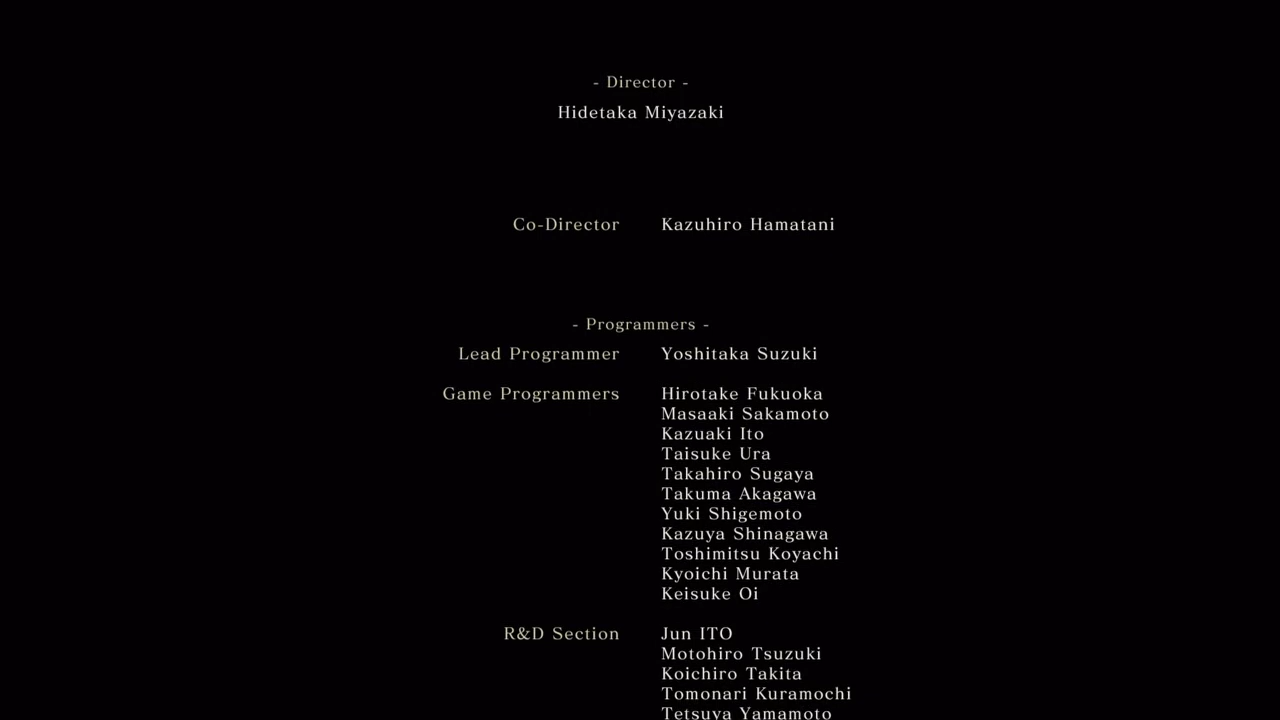 - Director -
Hidetaka Miyazaki
Co-Director Kazuhiro Hamatani
- Programmers -
Lead Programmer Yoshitaka Suzuki
Game Programmers Hirotake Fukuoka
Masaaki Sakamoto
Kazuaki Ito
Taisuke Ura
Takahiro Sugaya
Takuma Akagawa
Yuki Shigemoto
Kazuya Shinagawa
Toshimitsu Koyachi
Kyoichi Murata
Keisuke Oi
R&D Section Jun ITO
Motohiro Tsuzuki
Koichiro Takita
Tomonari Kuramochi
Tetsuya Yamamoto